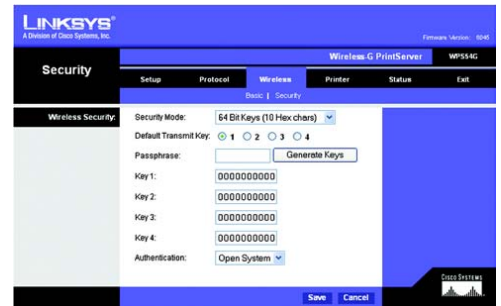 LINKSYS®
A Division of Cisco Systems, Inc.
Firmware Version: 6045
Wireless-G PrintServer WPS54G
Security
Setup Protocol Wireless Printer Status Exit
Basic | Security
Wireless Security:
Security Mode: 64 Bit Keys (10 Hex chars)
Default Transmit Key: 1 2 3 4
Passphrase: Generate Keys
Key 1: 0000000000
Key 2: 0000000000
Key 3: 0000000000
Key 4: 0000000000
Authentication: Open System
Save Cancel
CISCO SYSTEMS